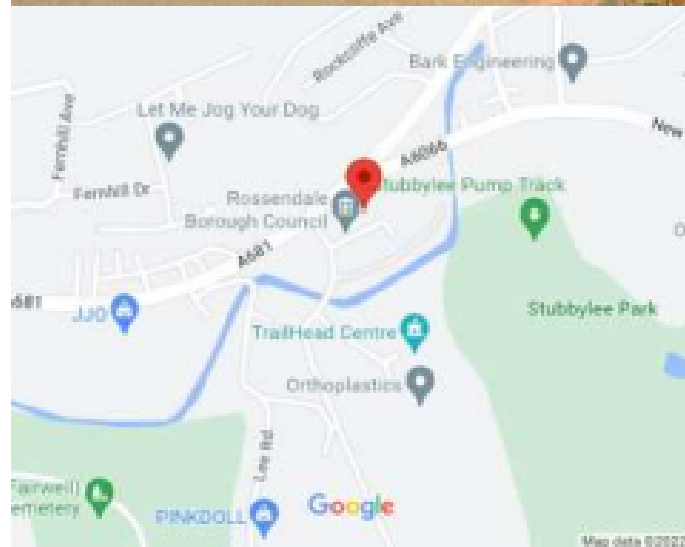 Rockcliffe Ave
Bark Engineering
Fernhill Ave
Let Me Jog Your Dog
New
A6066
Fernhill Dr
Stubbylee Pump Track
Rossendale
Borough Council
A681
A681
JJO
Stubbylee Park
TrailHead Centre
Orthoplastics
Lee Rd
Fairwell
emetery
PINKDOLL
Google
Map data ©2022